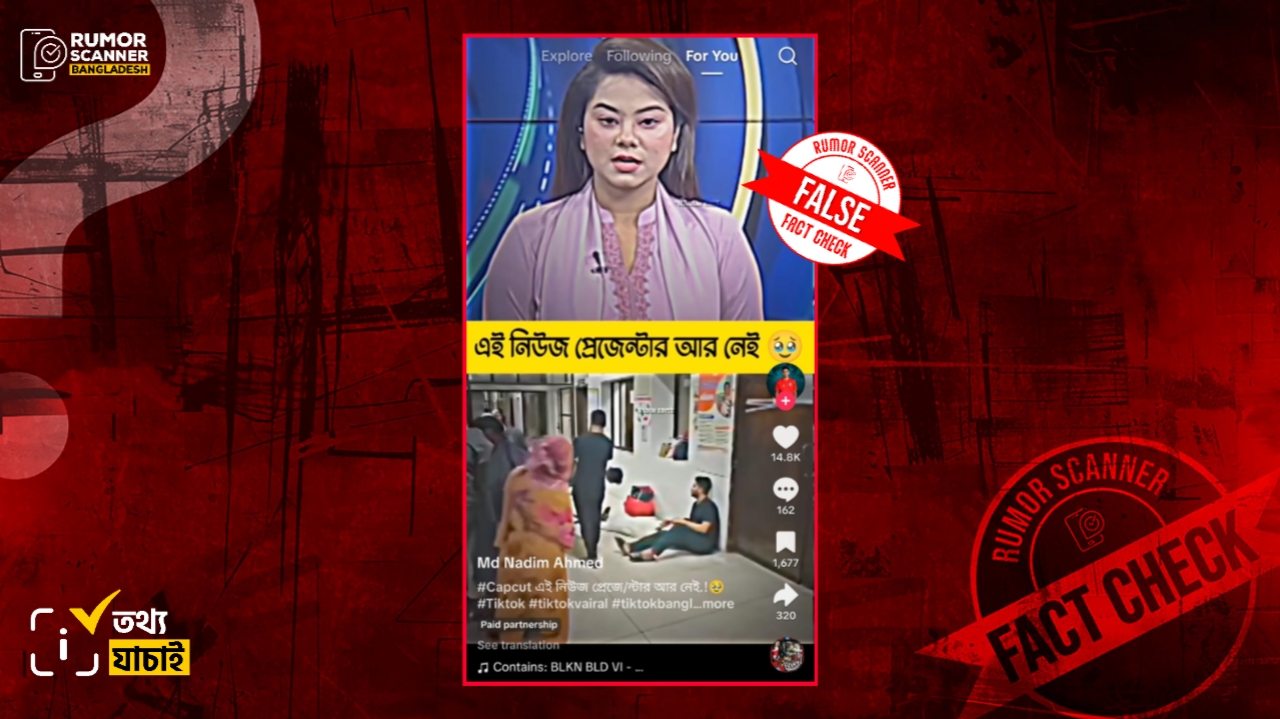 RUMOR
SCANNER
BANGLADESH
Explore Following For You
RUMOR SCANNER
FALSE
FACT CHECK
এই নিউজ প্রেজেন্টার আর নেই 🥹
14.8K
162
1,677
320
Md Nadim Ahmed
#Capcut এই নিউজ প্রেজে/ন্টার আর নেই.!🥹
#Tiktok #tiktokvairal #tiktokbangl...more
Paid partnership
See translation
Contains: BLKN BLD VI - ...
তথ্য
যাচাই
RUMOR SCANNER
FACT CHECK